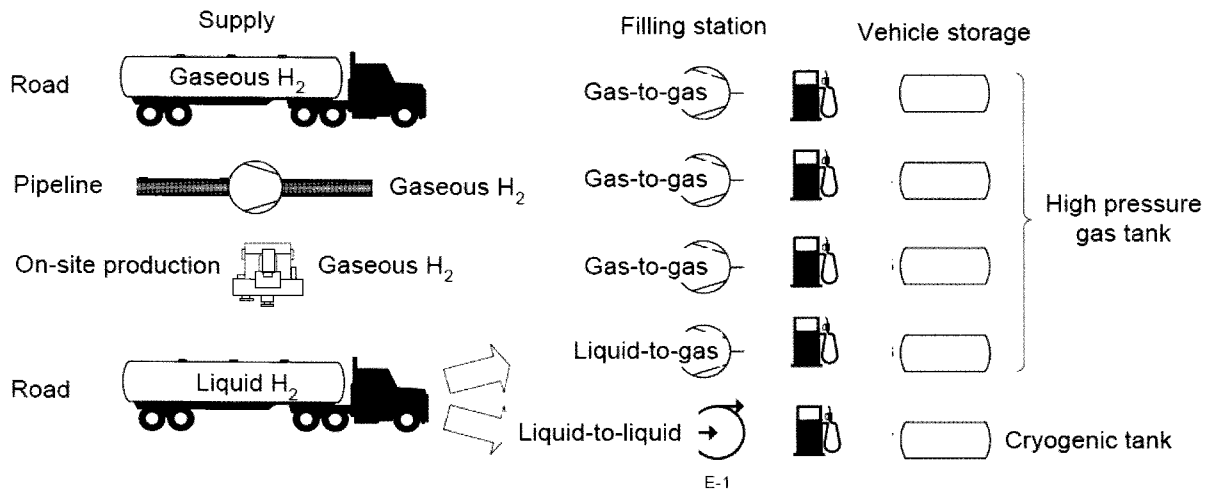 Supply
Filling station
Vehicle storage
Road
Gaseous H₂
Gas-to-gas
Pipeline
Gaseous H₂
Gas-to-gas
High pressure
gas tank
On-site production
Gaseous H₂
Gas-to-gas
Liquid-to-gas
Road
Liquid H₂
Liquid-to-liquid
Cryogenic tank
E-1